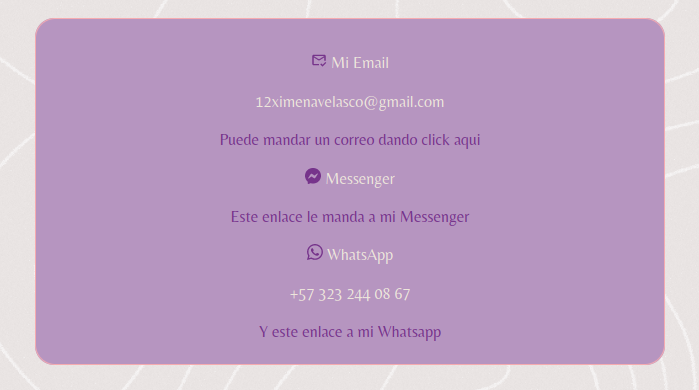 Mi Email
12ximenavelasco@gmail.com
Puede mandar un correo dando click aqui
Messenger
Este enlace le manda a mi Messenger
WhatsApp
+57 323 244 08 67
Y este enlace a mi Whatsapp